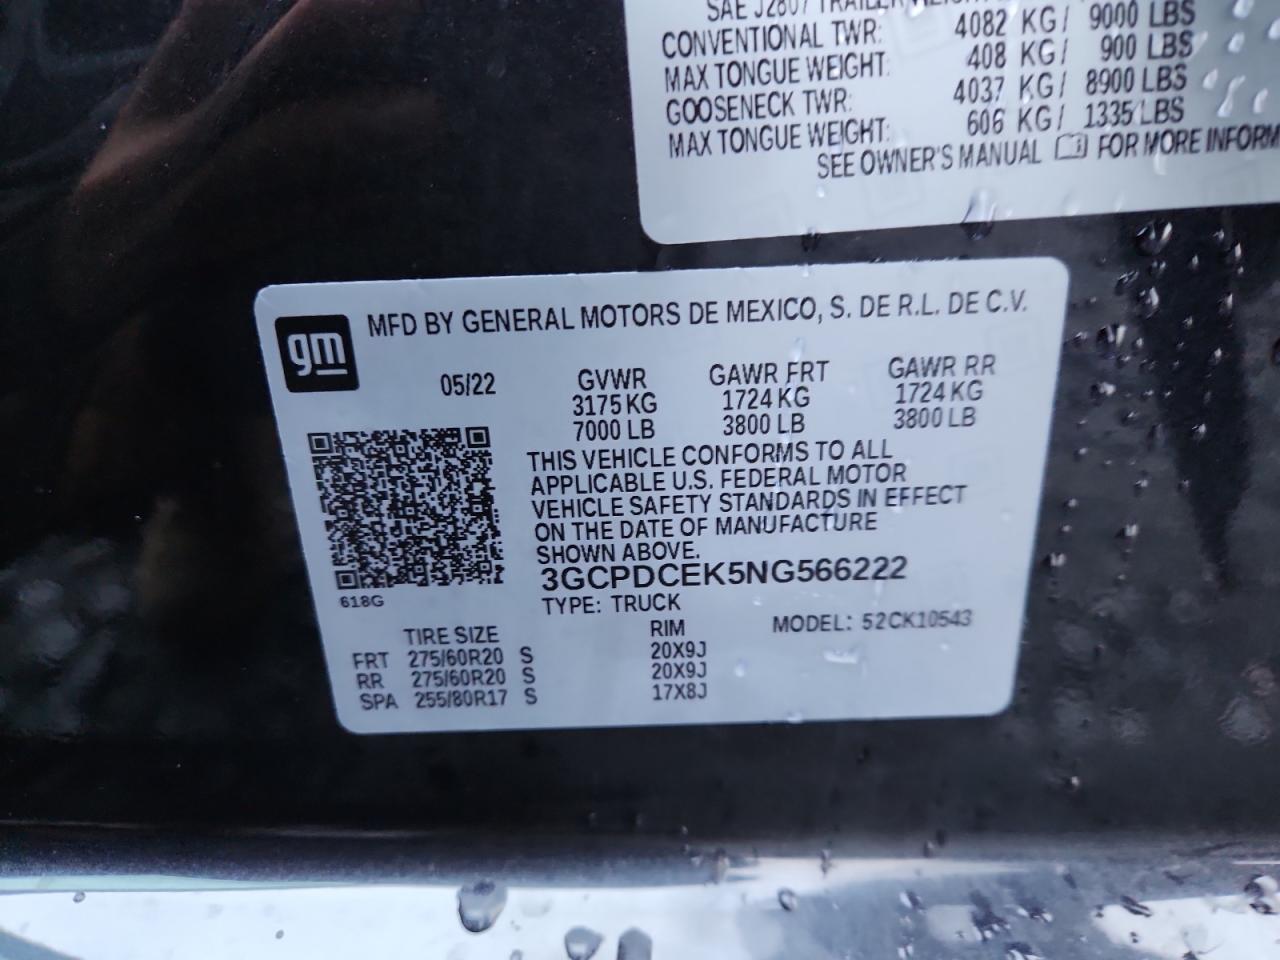 SAE J2807 TRAILER WEIGHT
CONVENTIONAL TWR: 4082 KG/ 9000 LBS
MAX TONGUE WEIGHT: 408 KG/ 900 LBS
GOOSENECK TWR: 4037 KG/ 8900 LBS
MAX TONGUE WEIGHT: 606 KG/ 1335 LBS
SEE OWNER'S MANUAL FOR MORE INFORM
gm
MFD BY GENERAL MOTORS DE MEXICO, S. DE R.L. DE C.V.
05/22 GVWR GAWR FRT GAWR RR
3175 KG 1724 KG 1724 KG
7000 LB 3800 LB 3800 LB
THIS VEHICLE CONFORMS TO ALL
APPLICABLE U.S. FEDERAL MOTOR
VEHICLE SAFETY STANDARDS IN EFFECT
ON THE DATE OF MANUFACTURE
SHOWN ABOVE.
3GCPDCEK5NG566222
618G
TYPE: TRUCK MODEL: 52CK10543
TIRE SIZE RIM
FRT 275/60R20 S 20X9J
RR 275/60R20 S 20X9J
SPA 255/80R17 S 17X8J